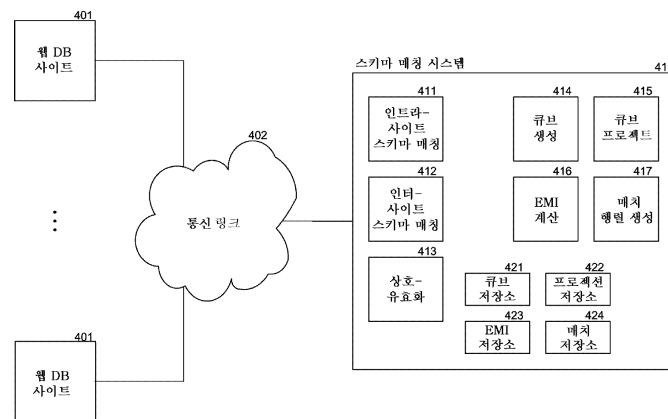 401
웹 DB
사이트
401
웹 DB
사이트
402
통신 링크
스키마 매칭 시스템
41
411
인트라-
사이트
스키마 매칭
414
큐브
생성
415
큐브
프로젝트
412
인터-
사이트
스키마 매칭
416
EMI
계산
417
매치
행렬 생성
413
상호-
유효화
421
큐브
저장소
422
프로젝션
저장소
423
EMI
저장소
424
매치
저장소